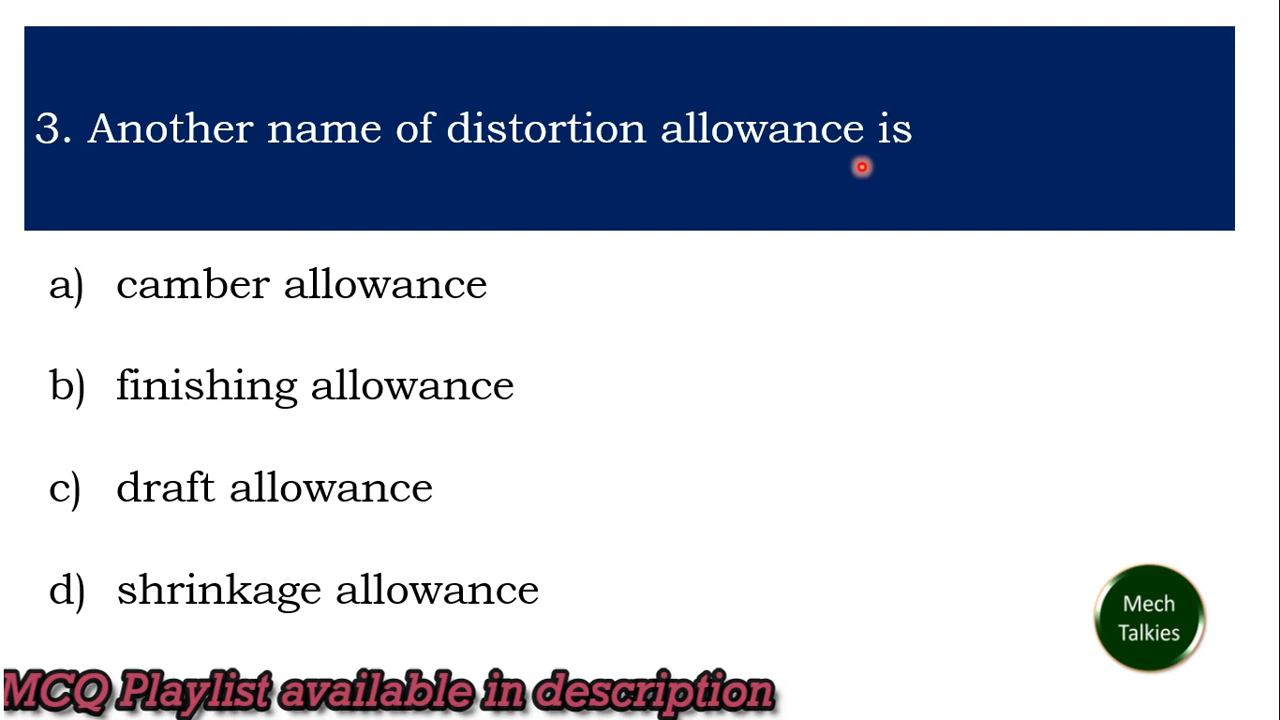 3. Another name of distortion allowance is
a) camber allowance
b) finishing allowance
c) draft allowance
d) shrinkage allowance
Mech
Talkies
MCQ Playlist available in description